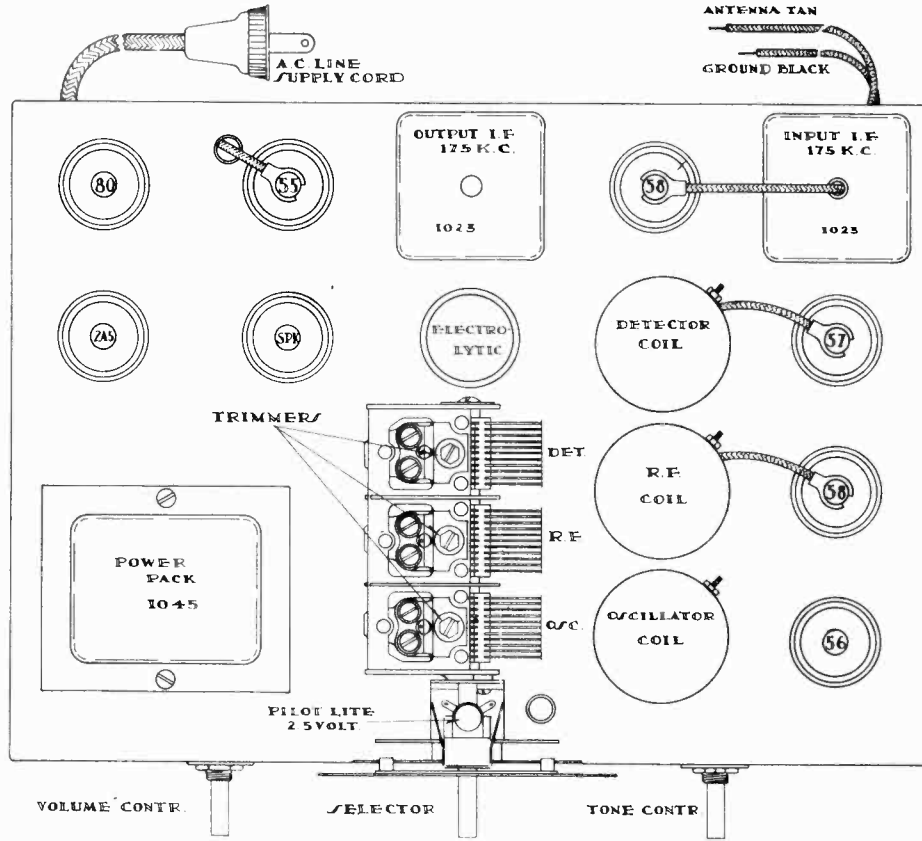 ANTENNA TAN
A.C. LINE
SUPPLY CORD
GROUND BLACK
OUTPUT I.F.
175 K.C.
1023
INPUT I.F.
175 K.C.
1023
80
55
58
2A5
SPK
ELECTRO-
LYTIC
DETECTOR
COIL
57
TRIMMERS
DET.
R.F.
COIL
58
POWER
PACK
1045
R.F.
OSC.
OSCILLATOR
COIL
56
PILOT LITE
2.5 VOLT.
VOLUME CONTR.
SELECTOR
TONE CONTR.